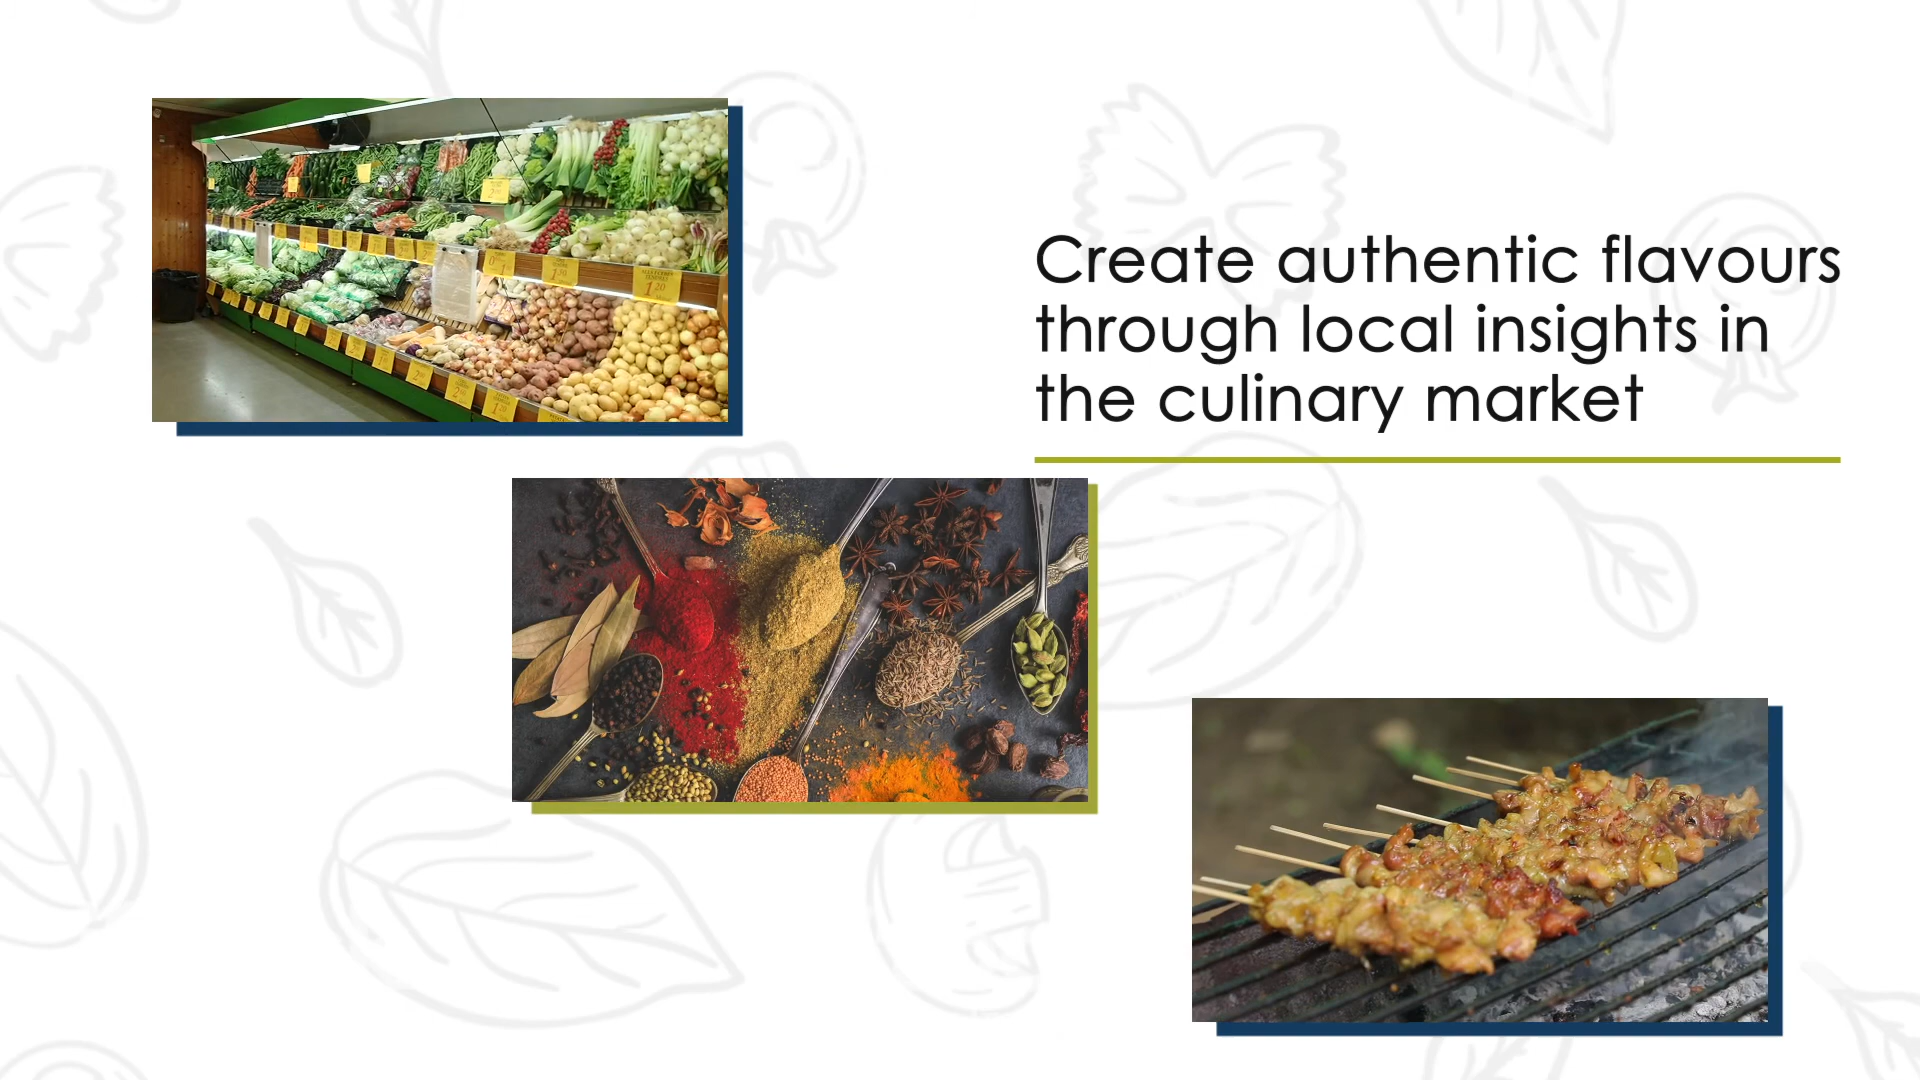 Create authentic flavours
through local insights in
the culinary market